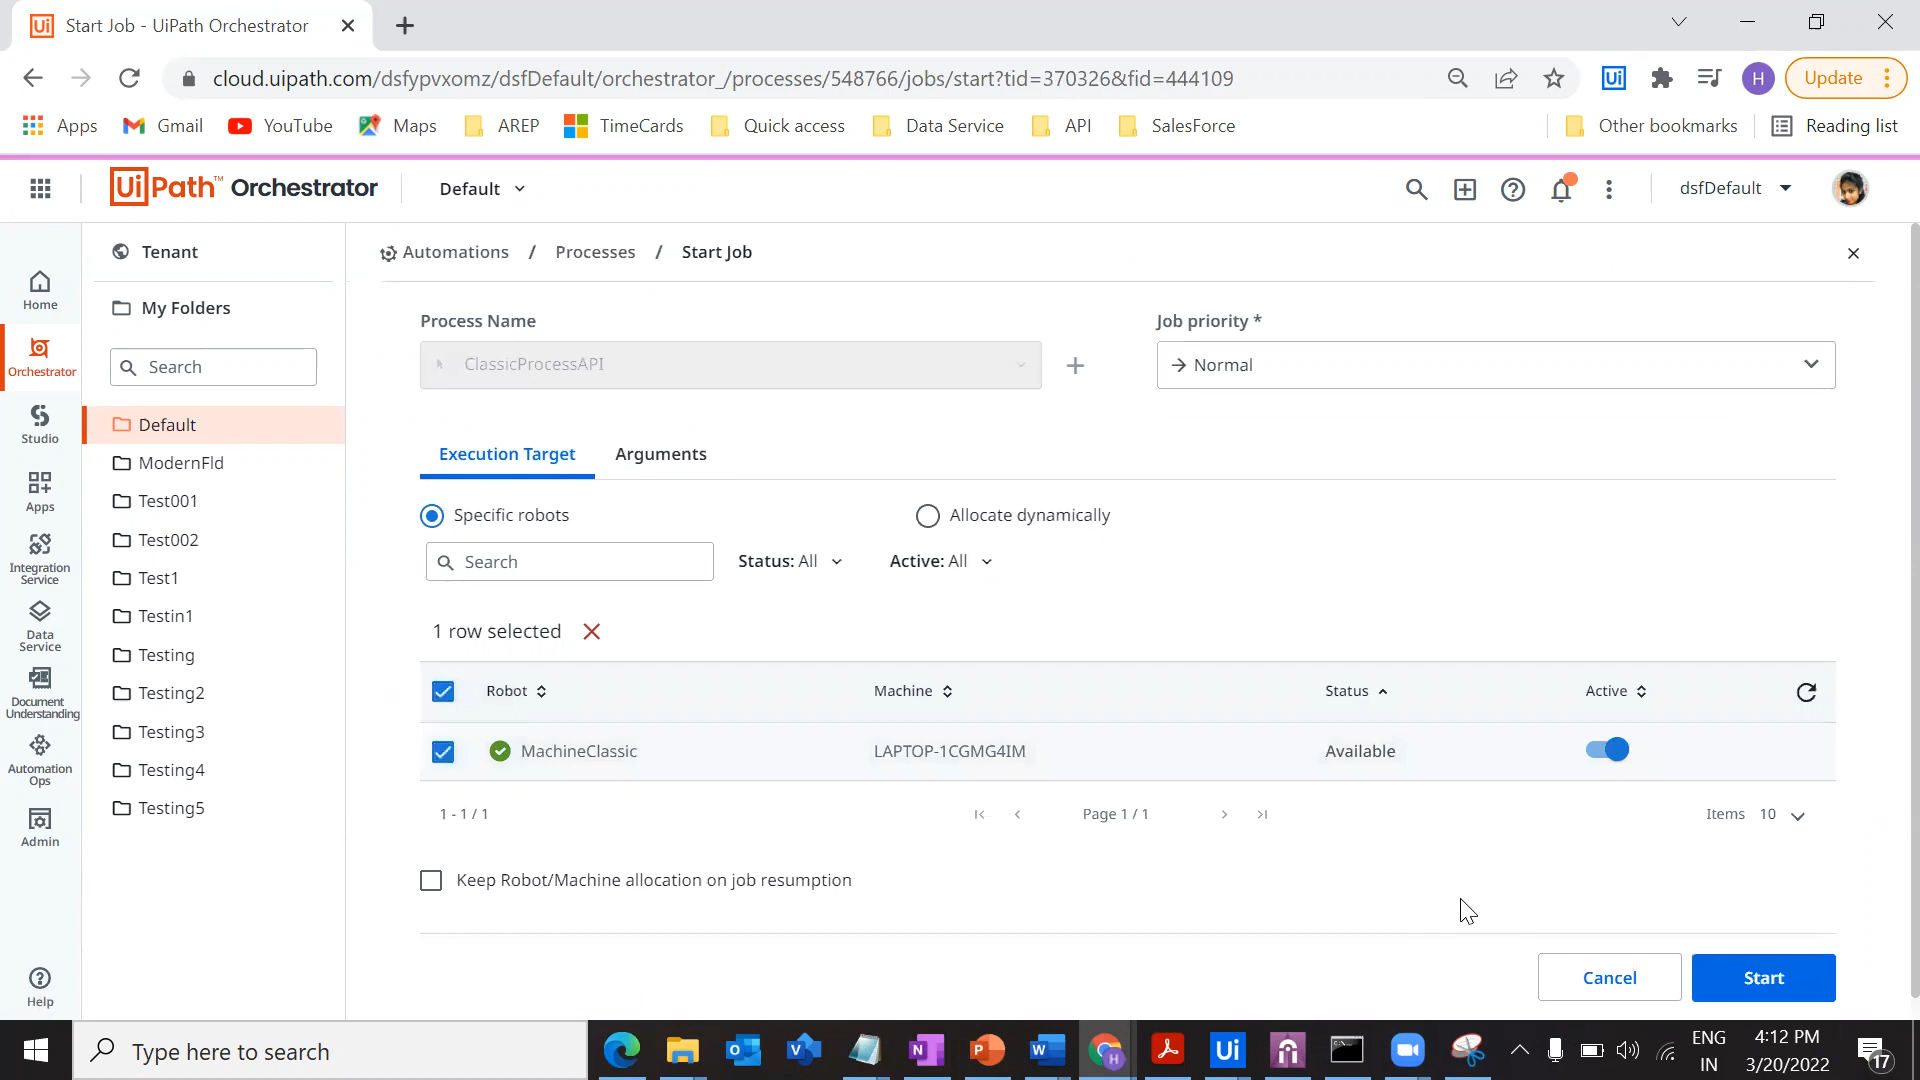 Start Job - UiPath Orchestrator
cloud.uipath.com/dsfypvxomz/dsfDefault/orchestrator_/processes/548766/jobs/start?tid=370326&fid=444109
H
Update
Apps
Gmail
YouTube
Maps
AREP
TimeCards
Quick access
Data Service
API
SalesForce
Other bookmarks
Reading list
UiPath™ Orchestrator
Default
dsfDefault
Home
Orchestrator
Studio
Apps
Integration
Service
Data
Service
Document
Understanding
Automation
Ops
Admin
Help
Tenant
My Folders
Search
Default
ModernFld
Test001
Test002
Test1
Testin1
Testing
Testing2
Testing3
Testing4
Testing5
Automations / Processes / Start Job
Process Name
ClassicProcessAPI
Job priority *
Normal
Execution Target
Arguments
Specific robots
Allocate dynamically
Search
Status: All
Active: All
1 row selected
Robot
Machine
Status
Active
MachineClassic
LAPTOP-1CGMG4IM
Available
1 - 1 / 1
Page 1 / 1
Items 10
Keep Robot/Machine allocation on job resumption
Cancel
Start
Type here to search
ENG
IN
4:12 PM
3/20/2022
17